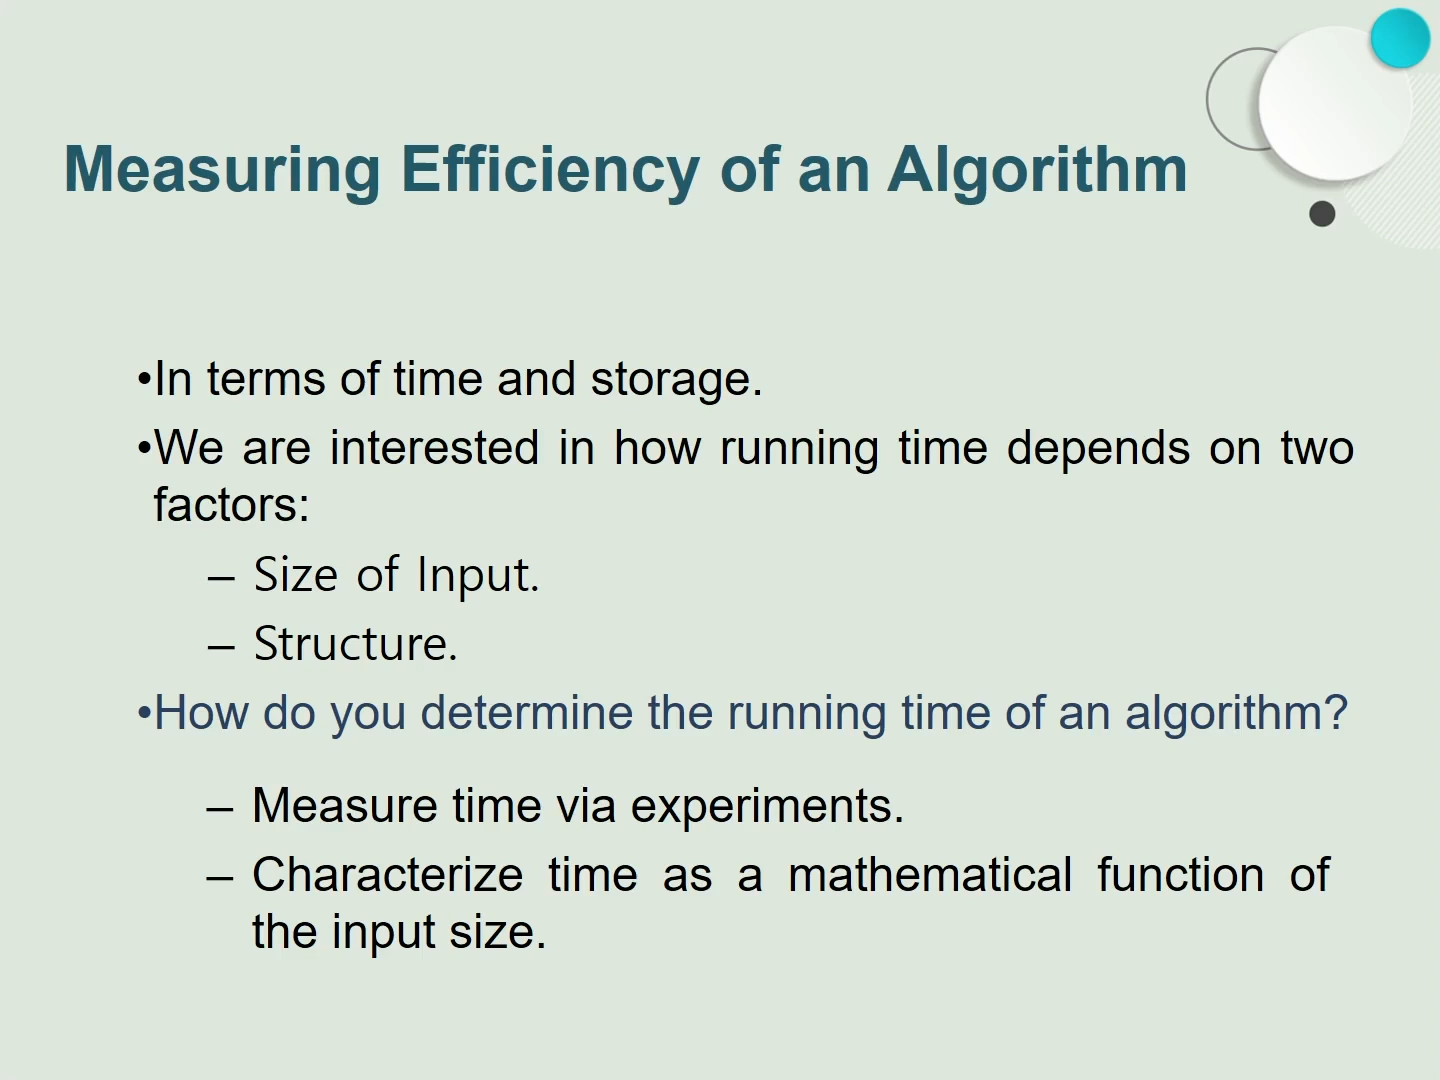 Measuring Efficiency of an Algorithm
•In terms of time and storage.
•We are interested in how running time depends on two
factors:
– Size of Input.
– Structure.
•How do you determine the running time of an algorithm?
– Measure time via experiments.
– Characterize time as a mathematical function of
the input size.